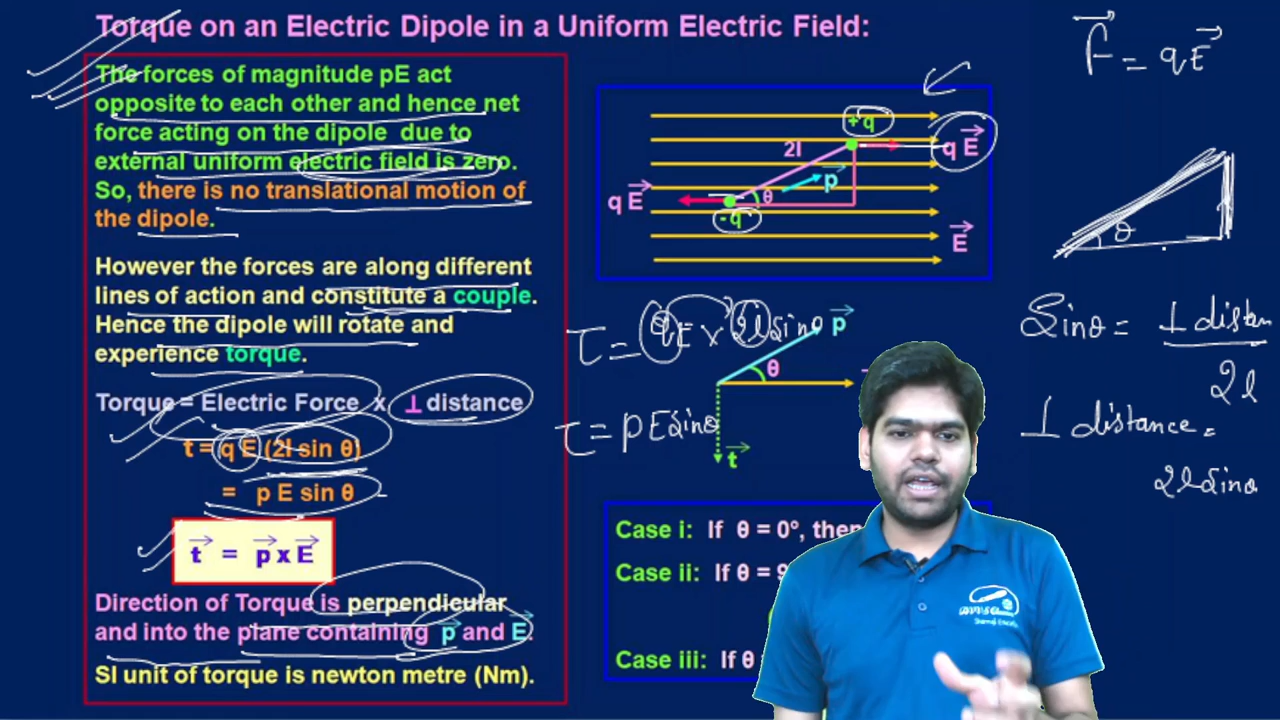 Torque on an Electric Dipole in a Uniform Electric Field:
The forces of magnitude pE act
opposite to each other and hence net
force acting on the dipole due to
external uniform electric field is zero.
So, there is no translational motion of
the dipole.
However the forces are along different
lines of action and constitute a couple.
Hence the dipole will rotate and
experience torque.
Torque = Electric Force x ⊥ distance
t = q E (2l sin θ)
= p E sin θ
t⃗ = p⃗ x E⃗
Direction of Torque is perpendicular
and into the plane containing p⃗ and E⃗.
SI unit of torque is newton metre (Nm).
+q
2l
q E⃗
p⃗
q E⃗
θ
-q
E⃗
τ = qE x 2l Sinθ
p⃗
θ
τ = pE Sinθ
t⃗
Case i: If θ = 0°, then
Case ii: If θ = 9
Case iii: If θ
F⃗ = qE⃗
θ
Sinθ = ⊥ distan
2l
⊥ distance =
2l Sinθ